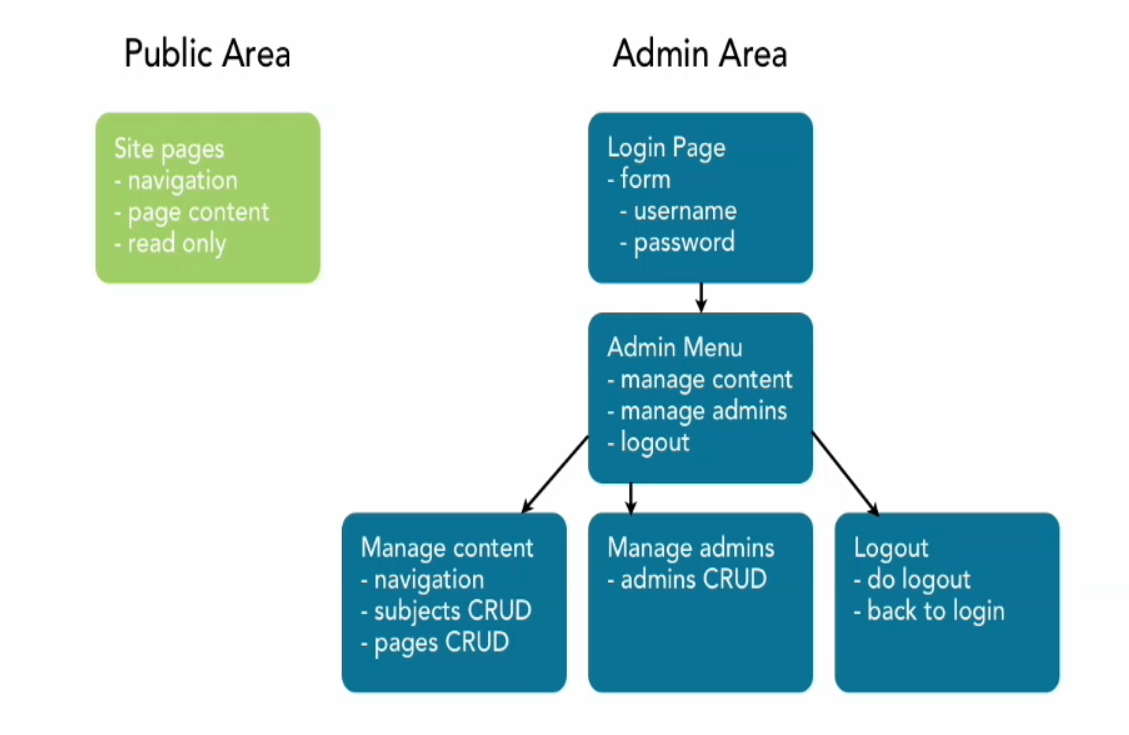 Public Area
Admin Area
Site pages
- navigation
- page content
- read only
Login Page
- form
- username
- password
Admin Menu
- manage content
- manage admins
- logout
Manage content
- navigation
- subjects CRUD
- pages CRUD
Manage admins
- admins CRUD
Logout
- do logout
- back to login